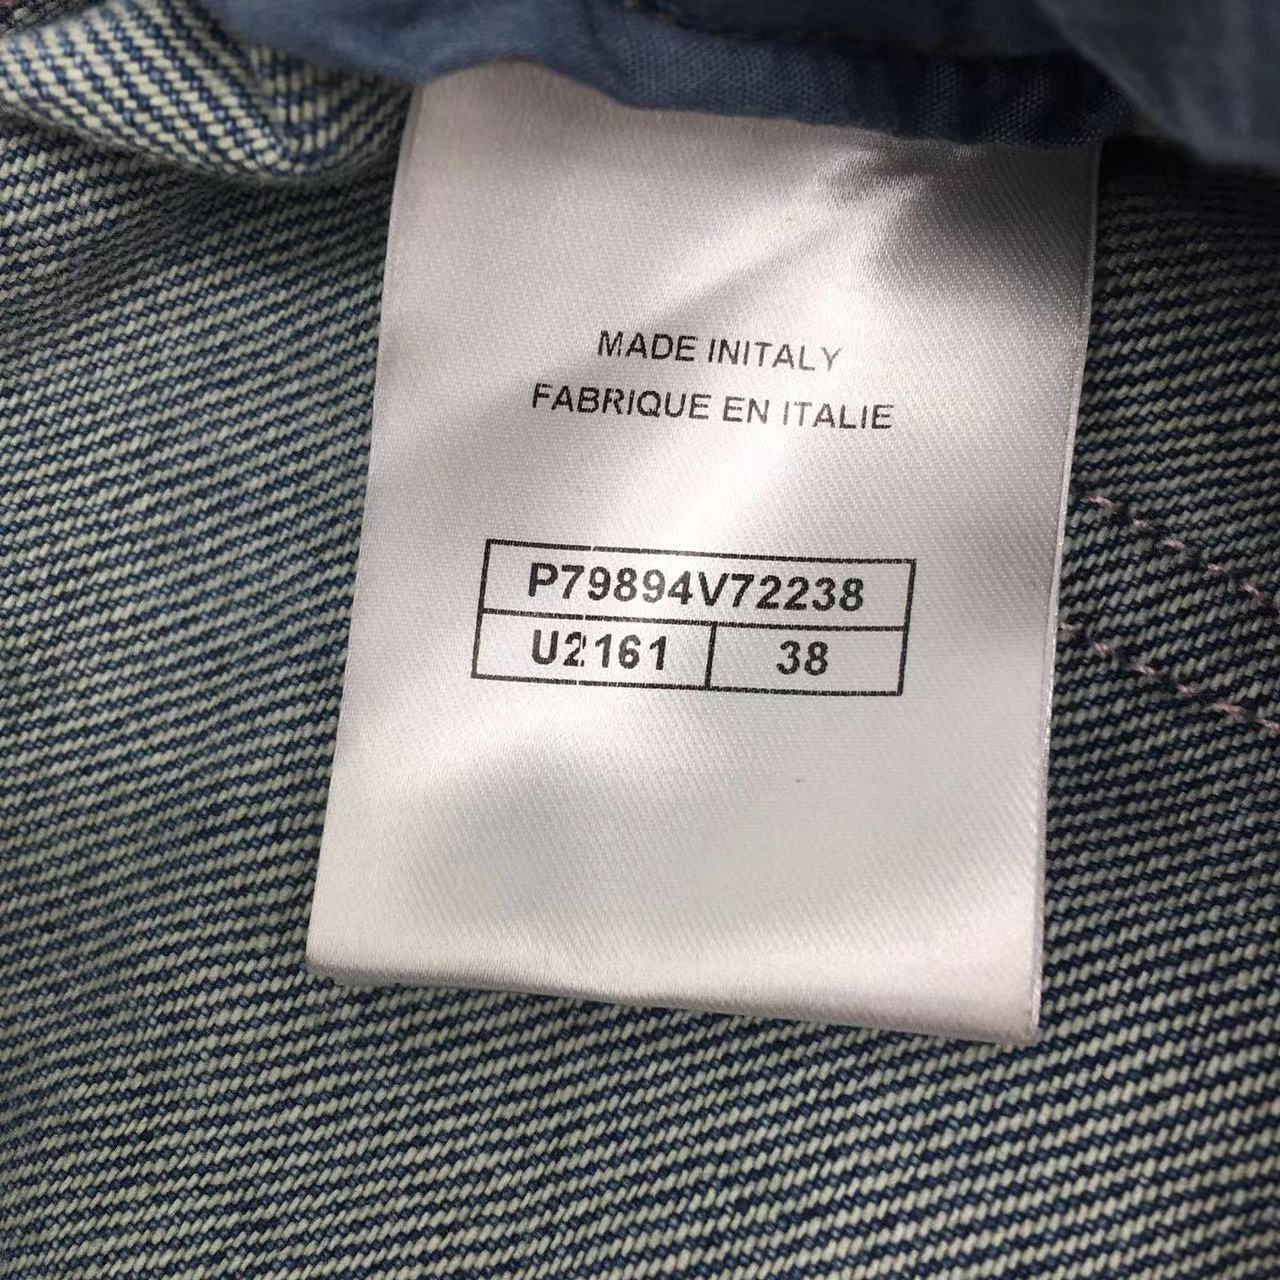 MADE INITALY
FABRIQUE EN ITALIE
P79894V72238
U2161 38